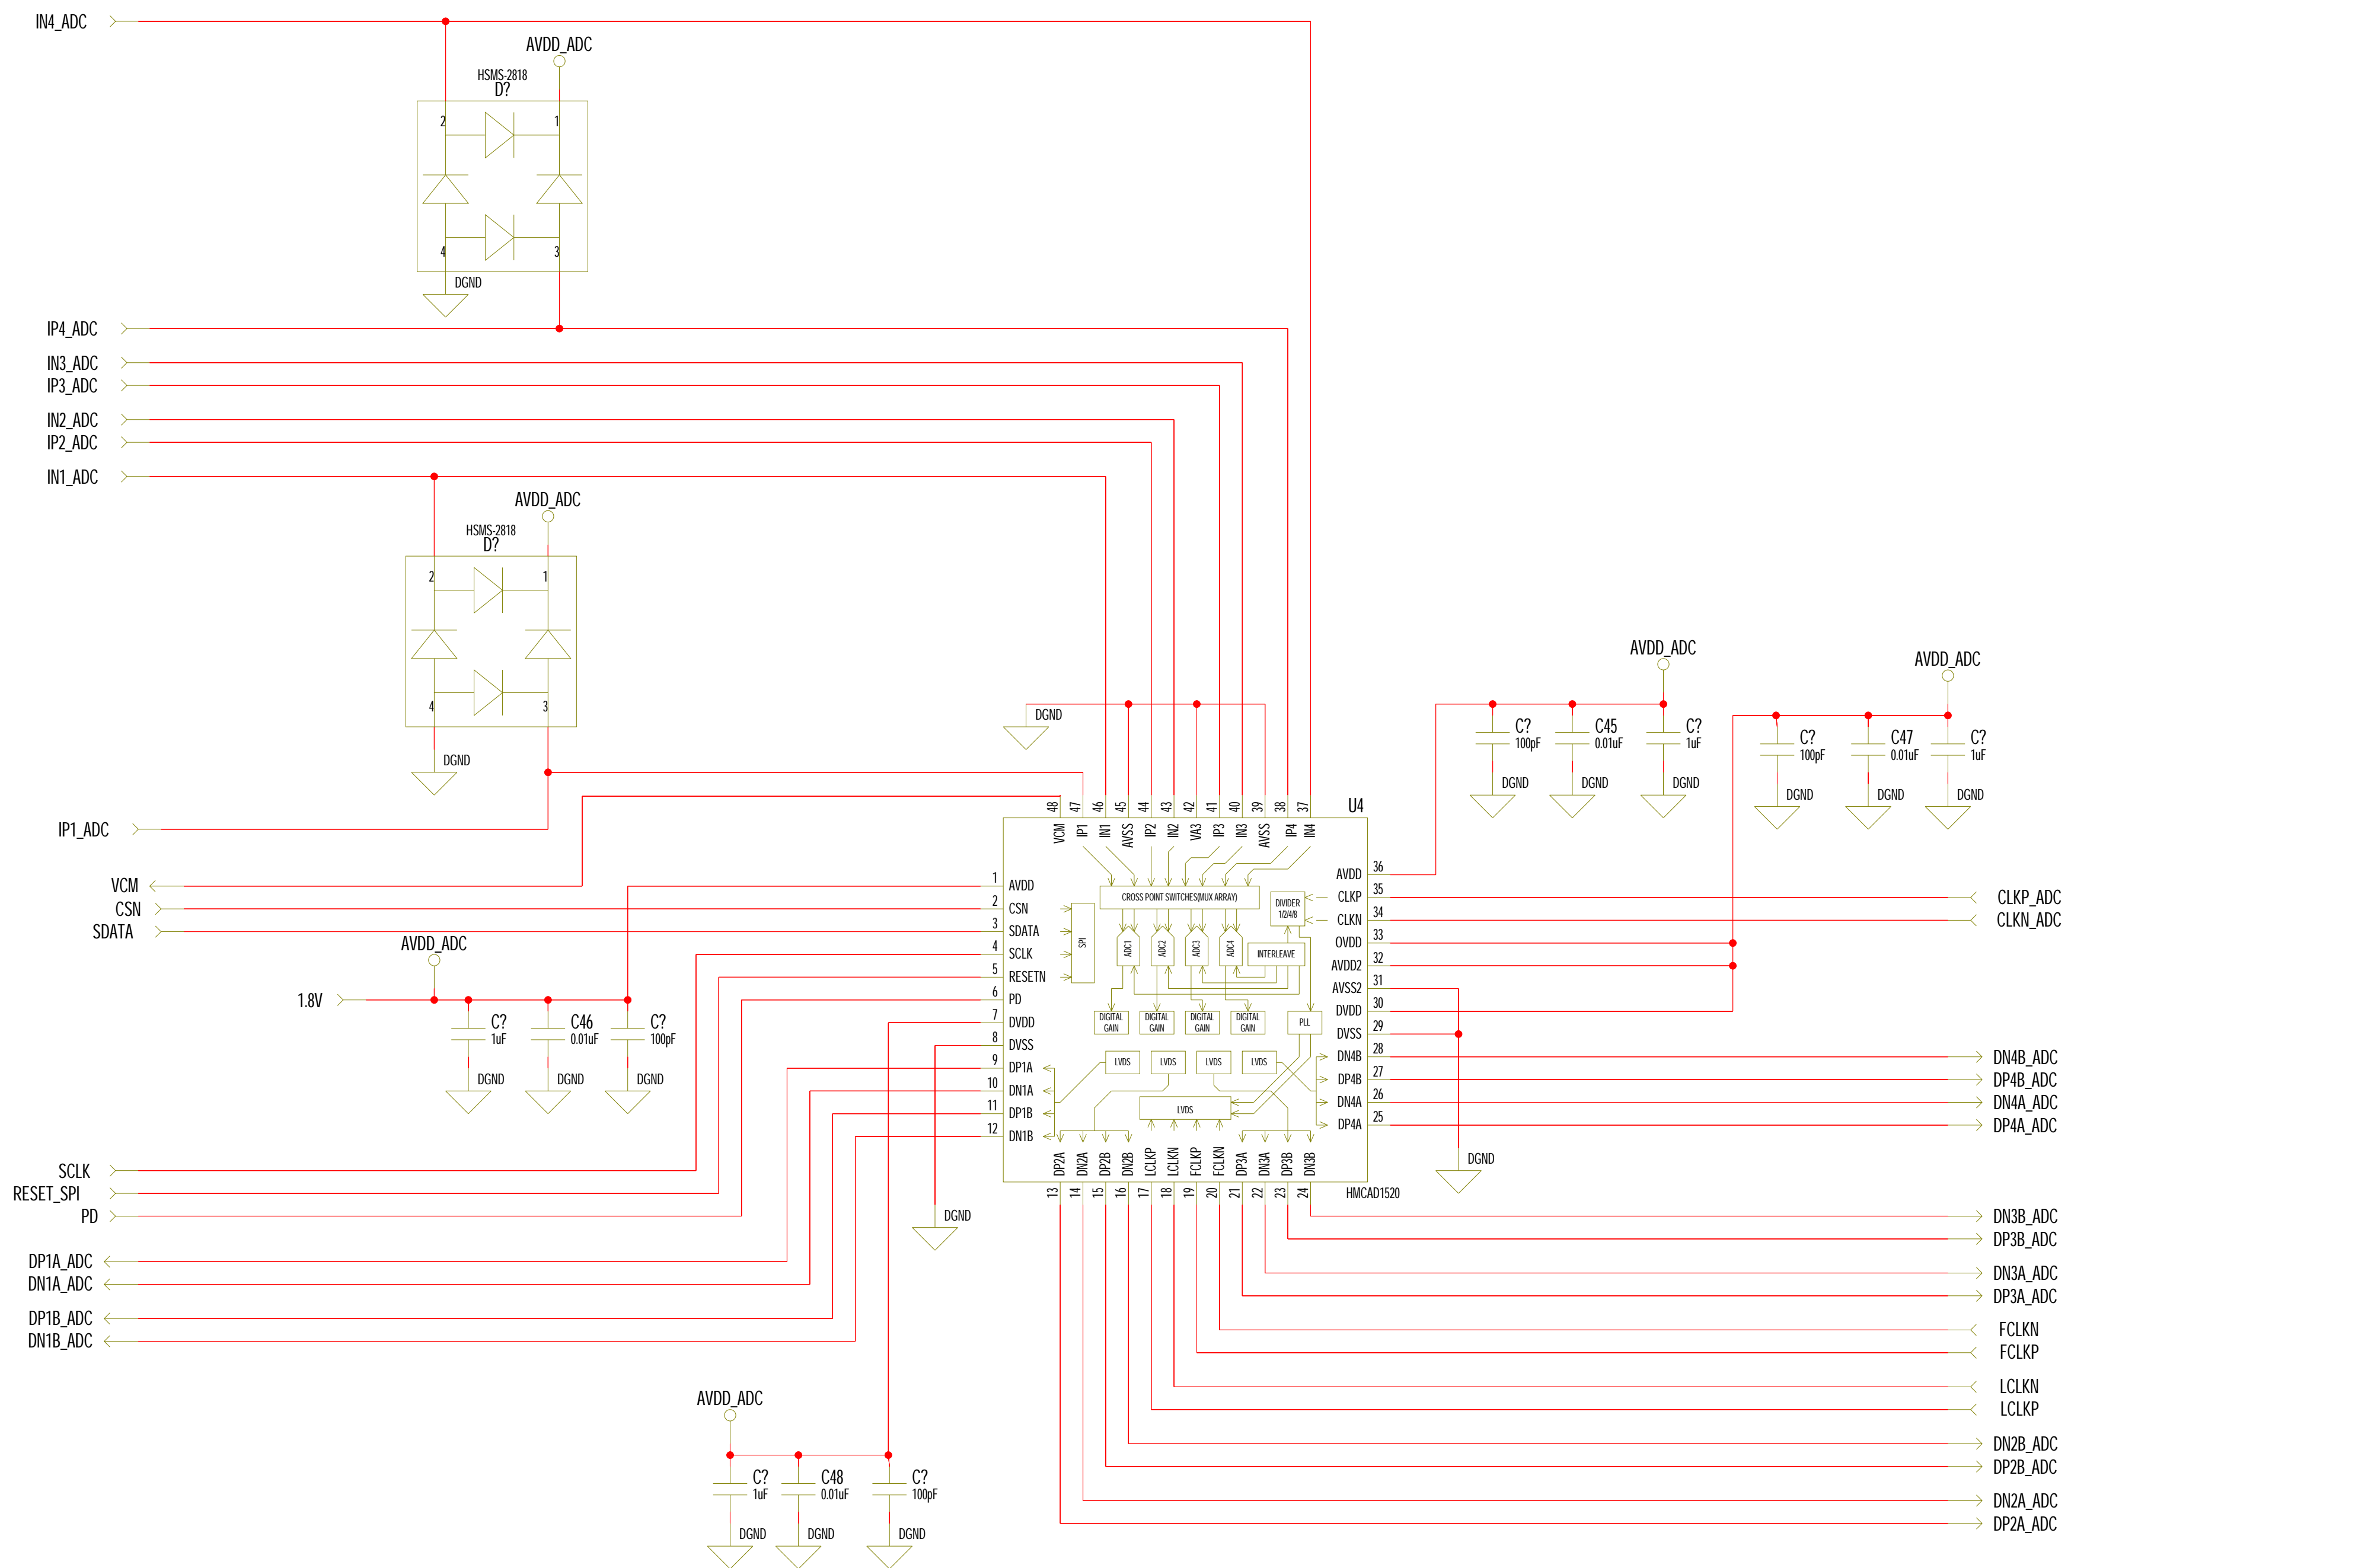 IN4_ADC
AVDD_ADC
HSMS-2818
D?
2
1
4
3
DGND
IP4_ADC
IN3_ADC
IP3_ADC
IN2_ADC
IP2_ADC
IN1_ADC
AVDD_ADC
HSMS-2818
D?
2
1
4
3
DGND
IP1_ADC
VCM
CSN
SDATA
AVDD_ADC
1.8V
C?
1uF
DGND
C46
0.01uF
DGND
C?
100pF
DGND
SCLK
RESET_SPI
PD
DP1A_ADC
DN1A_ADC
DP1B_ADC
DN1B_ADC
AVDD_ADC
C?
1uF
DGND
C48
0.01uF
DGND
C?
100pF
DGND
DGND
DGND
U4
48
47
46
45
44
43
42
41
40
39
38
37
VCM
IP1
IN1
AVSS
IP2
IN2
VA3
IP3
IN3
AVSS
IP4
IN4
1 AVDD
2 CSN
3 SDATA
4 SCLK
5 RESETN
6 PD
7 DVDD
8 DVSS
9 DP1A
10 DN1A
11 DP1B
12 DN1B
CROSS POINT SWITCHES(MUX ARRAY)
DIVIDER
1/2/4/8
SPI
ADC1
ADC2
ADC3
ADC4
INTERLEAVE
DIGITAL
GAIN
DIGITAL
GAIN
DIGITAL
GAIN
DIGITAL
GAIN
PLL
LVDS
LVDS
LVDS
LVDS
LVDS
AVDD 36
CLKP 35
CLKN 34
OVDD 33
AVDD2 32
AVSS2 31
DVDD 30
DVSS 29
DN4B 28
DP4B 27
DN4A 26
DP4A 25
DP2A
DN2A
DP2B
DN2B
LCLKP
LCLKN
FCLKP
FCLKN
DP3A
DN3A
DP3B
DN3B
13
14
15
16
17
18
19
20
21
22
23
24
HMCAD1520
AVDD_ADC
C?
100pF
DGND
C45
0.01uF
DGND
C?
1uF
DGND
AVDD_ADC
C?
100pF
DGND
C47
0.01uF
DGND
C?
1uF
DGND
CLKP_ADC
CLKN_ADC
DN4B_ADC
DP4B_ADC
DN4A_ADC
DP4A_ADC
DGND
DN3B_ADC
DP3B_ADC
DN3A_ADC
DP3A_ADC
FCLKN
FCLKP
LCLKN
LCLKP
DN2B_ADC
DP2B_ADC
DN2A_ADC
DP2A_ADC